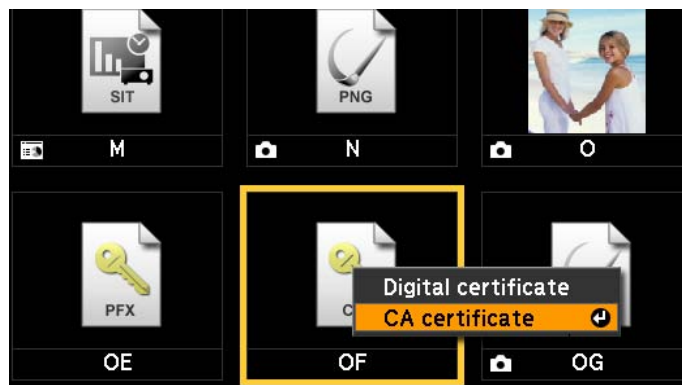 SIT
PNG
M
N
O
PFX
Digital certificate
CA certificate
OE
OF
OG